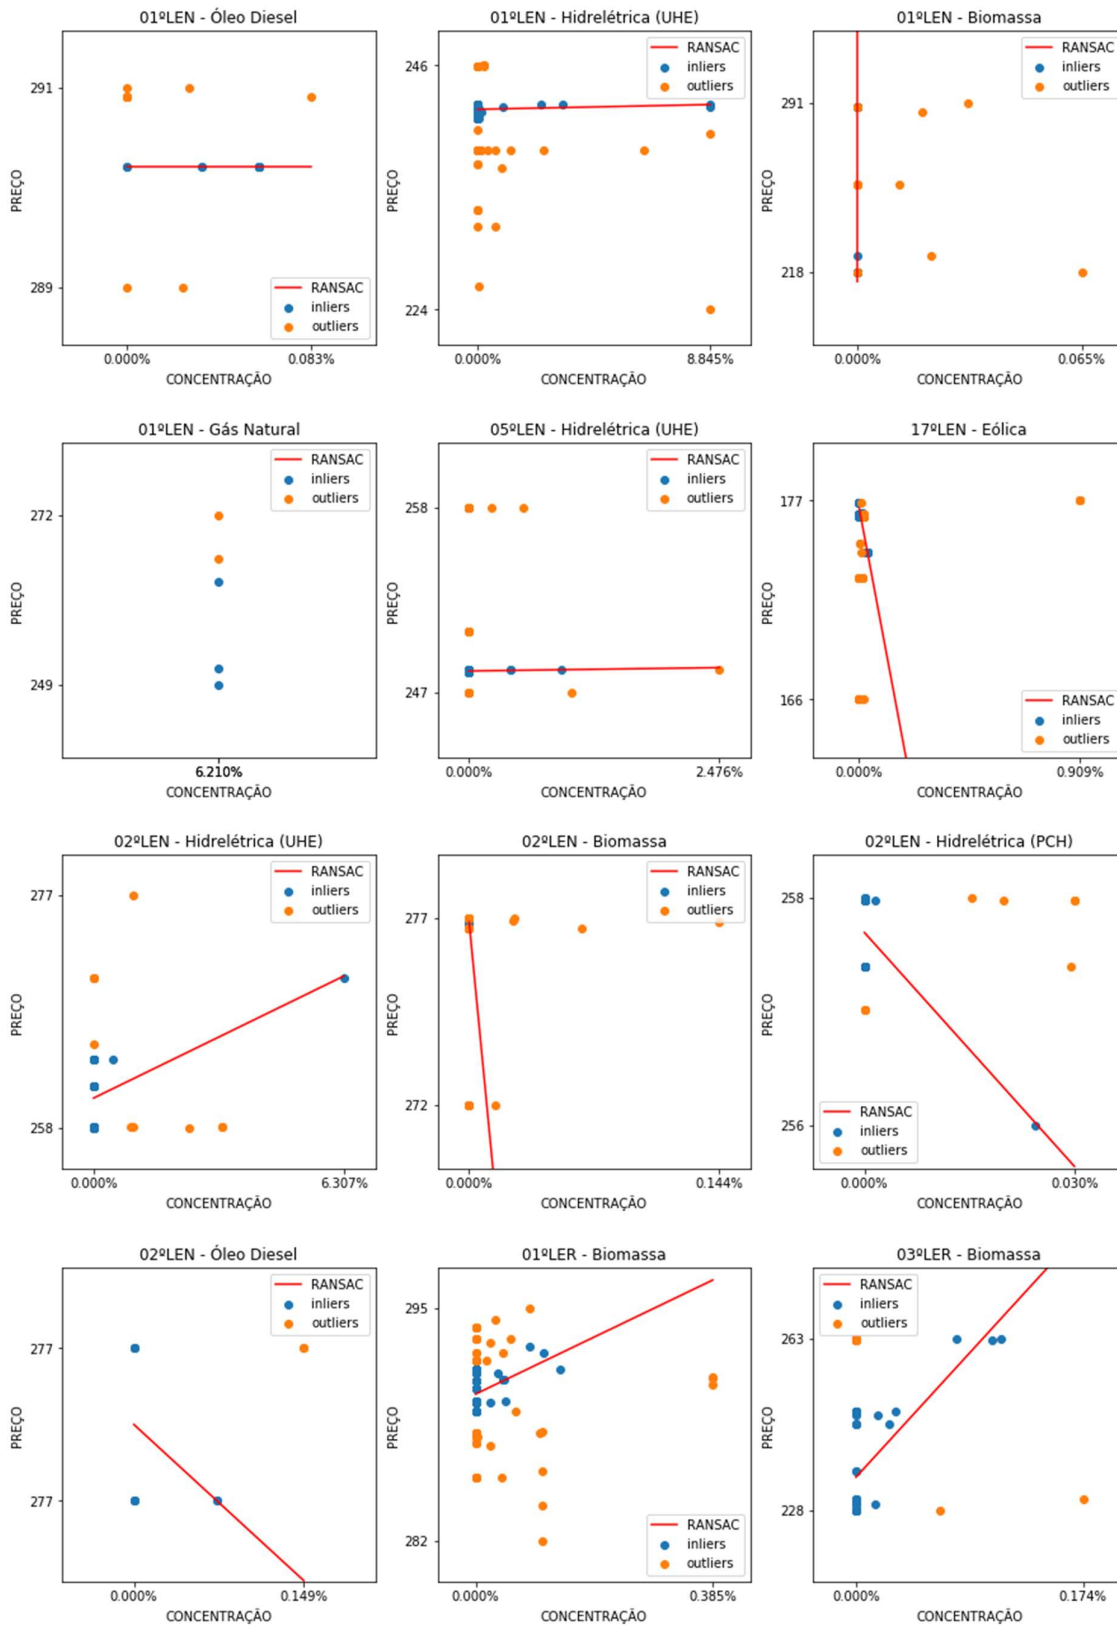 01ºLEN - Óleo Diesel
PREÇO
291
289
RANSAC
inliers
outliers
0.000%
0.083%
CONCENTRAÇÃO
01ºLEN - Hidrelétrica (UHE)
PREÇO
246
224
RANSAC
inliers
outliers
0.000%
8.845%
CONCENTRAÇÃO
01ºLEN - Biomassa
PREÇO
291
218
RANSAC
inliers
outliers
0.000%
0.065%
CONCENTRAÇÃO
01ºLEN - Gás Natural
PREÇO
272
249
RANSAC
inliers
outliers
6.210%
CONCENTRAÇÃO
05ºLEN - Hidrelétrica (UHE)
PREÇO
258
247
RANSAC
inliers
outliers
0.000%
2.476%
CONCENTRAÇÃO
17ºLEN - Eólica
PREÇO
177
166
RANSAC
inliers
outliers
0.000%
0.909%
CONCENTRAÇÃO
02ºLEN - Hidrelétrica (UHE)
PREÇO
277
258
RANSAC
inliers
outliers
0.000%
6.307%
CONCENTRAÇÃO
02ºLEN - Biomassa
PREÇO
277
272
RANSAC
inliers
outliers
0.000%
0.144%
CONCENTRAÇÃO
02ºLEN - Hidrelétrica (PCH)
PREÇO
258
256
RANSAC
inliers
outliers
0.000%
0.030%
CONCENTRAÇÃO
02ºLEN - Óleo Diesel
PREÇO
277
277
RANSAC
inliers
outliers
0.000%
0.149%
CONCENTRAÇÃO
01ºLER - Biomassa
PREÇO
295
282
RANSAC
inliers
outliers
0.000%
0.385%
CONCENTRAÇÃO
03ºLER - Biomassa
PREÇO
263
228
RANSAC
inliers
outliers
0.000%
0.174%
CONCENTRAÇÃO